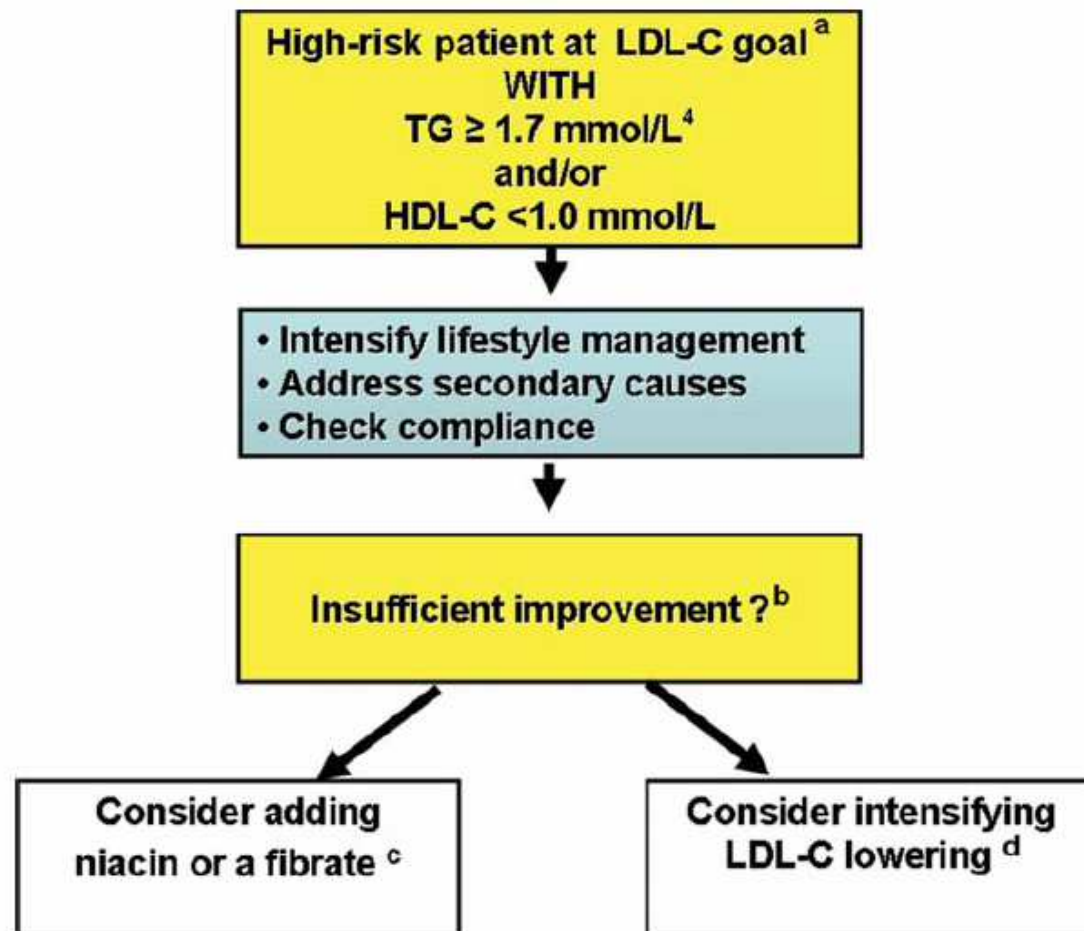 High-risk patient at LDL-C goal a
WITH
TG ≥ 1.7 mmol/L4
and/or
HDL-C <1.0 mmol/L
• Intensify lifestyle management
• Address secondary causes
• Check compliance
Insufficient improvement ?b
Consider adding
niacin or a fibrate c
Consider intensifying
LDL-C lowering d